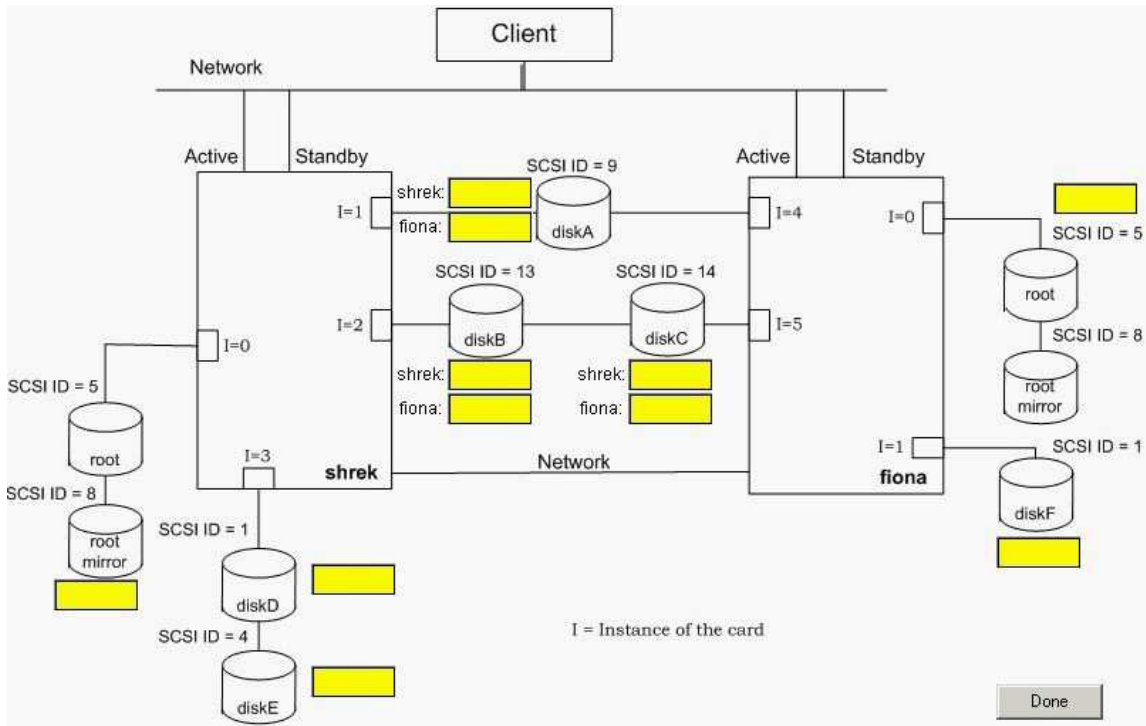 Client
Network
Active
Standby
Active
Standby
SCSI ID = 9
shrek:
fiona:
I=1
diskA
I=4
I=0
SCSI ID = 5
root
SCSI ID = 13
SCSI ID = 14
I=2
diskB
diskC
I=5
shrek:
fiona:
shrek:
fiona:
SCSI ID = 8
root
mirror
I=0
SCSI ID = 5
root
I=3
shrek
Network
I=1
fiona
SCSI ID = 1
diskF
SCSI ID = 8
root
mirror
SCSI ID = 1
diskD
SCSI ID = 4
diskE
I = Instance of the card
Done